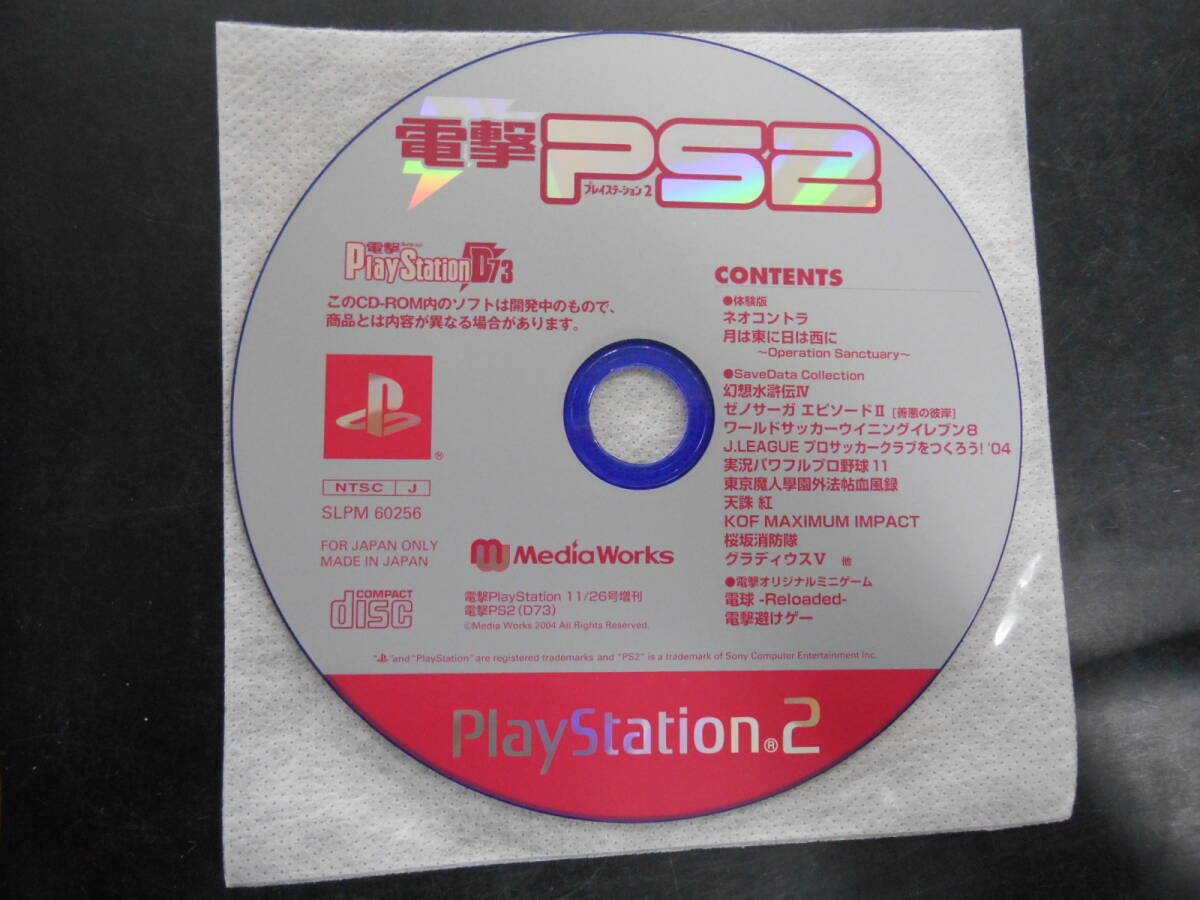 電撃PS2
プレイステーション2
電撃
PlayStation D73
このCD-ROM内のソフトは開発中のもので、
商品とは内容が異なる場合があります。
NTSC J
SLPM 60256
FOR JAPAN ONLY
MADE IN JAPAN
COMPACT
disc
MediaWorks
電撃PlayStation 11/26号増刊
電撃PS2(D73)
©Media Works 2004 All Rights Reserved.
CONTENTS
●体験版
ネオコントラ
月は東に日は西に
～Operation Sanctuary～
●SaveData Collection
幻想水滸伝Ⅳ
ゼノサーガ エピソードⅡ [善悪の彼岸]
ワールドサッカーウイニングイレブン8
J.LEAGUE プロサッカークラブをつくろう! '04
実況パワフルプロ野球11
東京魔人學園外法帖血風録
天誅 紅
KOF MAXIMUM IMPACT
桜坂消防隊
グラディウスⅤ 他
●電撃オリジナルミニゲーム
電球 -Reloaded-
電撃避けゲー
" " and "PlayStation" are registered trademarks and "PS2" is a trademark of Sony Computer Entertainment Inc.
PlayStation®2